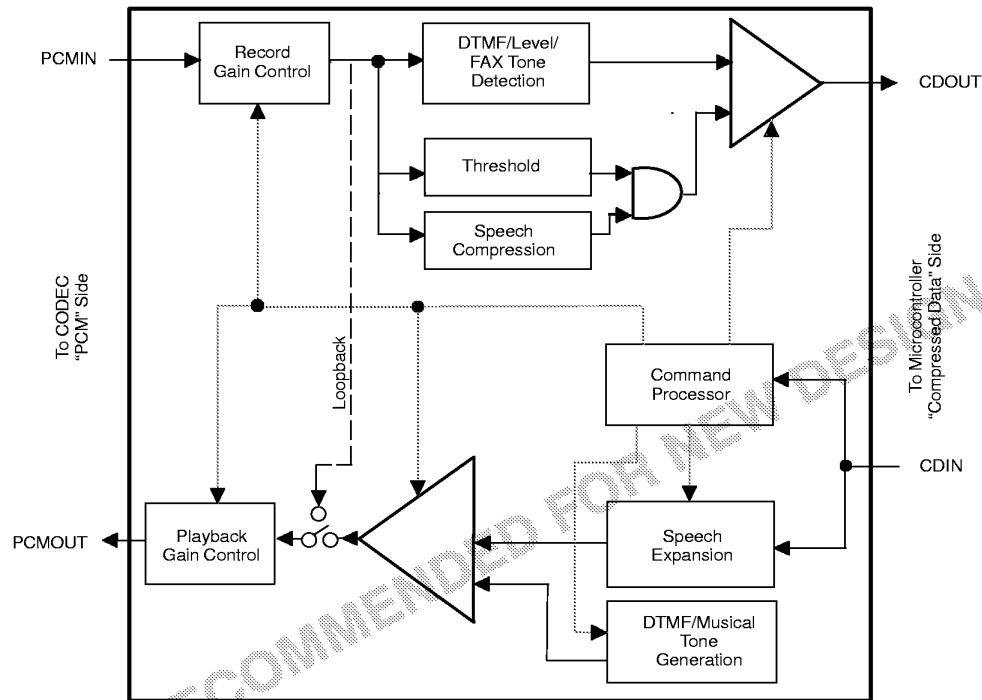 PCMIN
Record
Gain Control
DTMF/Level/
FAX Tone
Detection
CDOUT
Threshold
Speech
Compression
To CODEC
"PCM" Side
Loopback
To Microcontroller
"Compressed Data" Side
Command
Processor
CDIN
PCMOUT
Playback
Gain Control
Speech
Expansion
DTMF/Musical
Tone
Generation
ECOMMENDED FOR NEW DESIGN